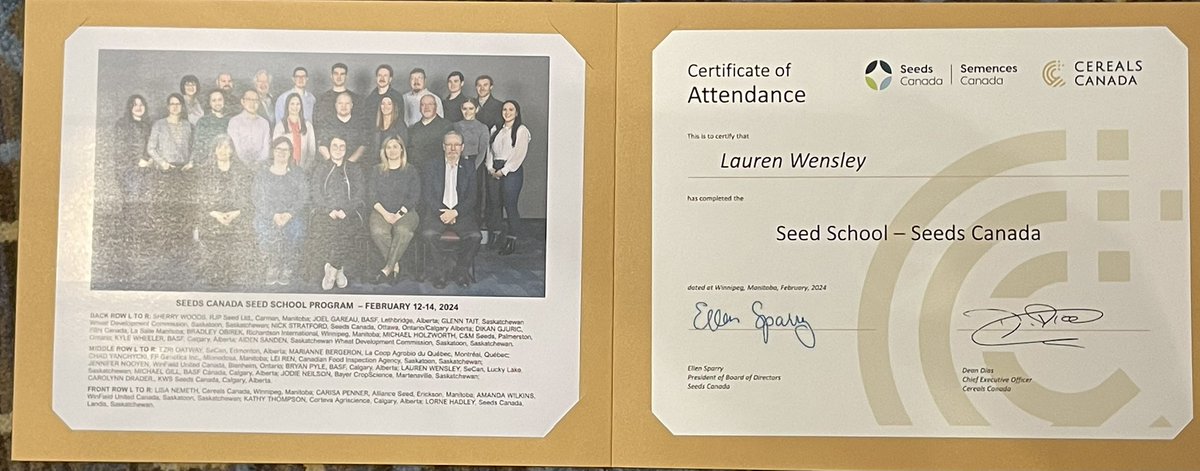 SEEDS CANADA SEED SCHOOL PROGRAM – FEBRUARY 12-14, 2024
BACK ROW L TO R: SHERRY WOODS, RJP Seed Ltd., Carman, Manitoba; JOEL GAREAU, BASF, Lethbridge, Alberta; GLENN TAIT, Saskatchewan
Wheat Development Commission, Saskatoon, Saskatchewan; NICK STRATFORD, Seeds Canada, Ottawa, Ontario/Calgary Alberta; DIKAN GJURIC,
FBN Canada, La Salle Manitoba; BRADLEY OBIREK, Richardson International, Winnipeg, Manitoba; MICHAEL HOLZWORTH, C&M Seeds, Palmerston,
Ontario; KYLE WHEELER, BASF, Calgary, Alberta; AIDEN SANDEN, Saskatchewan Wheat Development Commission, Saskatoon, Saskatchewan.
MIDDLE ROW L TO R: TZIRI OATWAY, SeCan, Edmonton, Alberta; MARIANNE BERGERON, La Coop Agrobio du Québec, Montréal, Québec;
CHAD YANCHYCKI, FP Genetics Inc., Minnedosa, Manitoba; LEI REN, Canadian Food Inspection Agency, Saskatoon, Saskatchewan;
JENNIFER NOOYEN, WinField United Canada, Blenheim, Ontario; BRYAN PYLE, BASF, Calgary, Alberta; LAUREN WENSLEY, SeCan, Lucky Lake,
Saskatchewan; MICHAEL GILL, BASF Canada, Calgary, Alberta; JODIE NEILSON, Bayer CropScience, Martensville, Saskatchewan;
CAROLYNN DRADER, KWS Seeds Canada, Calgary, Alberta.
FRONT ROW L TO R: LISA NEMETH, Cereals Canada, Winnipeg, Manitoba; CARISA PENNER, Alliance Seed, Erickson, Manitoba; AMANDA WILKINS,
WinField United Canada, Saskatoon, Saskatchewan; KATHY THOMPSON, Corteva Agriscience, Calgary, Alberta; LORNE HADLEY, Seeds Canada,
Landis, Saskatchewan.
Certificate of
Attendance
Seeds
Canada
Semences
Canada
CEREALS
CANADA
This is to certify that
Lauren Wensley
has completed the
Seed School – Seeds Canada
dated at Winnipeg, Manitoba, February, 2024
Ellen Sparry
D. Dias
Ellen Sparry
President of Board of Directors
Seeds Canada
Dean Dias
Chief Executive Officer
Cereals Canada